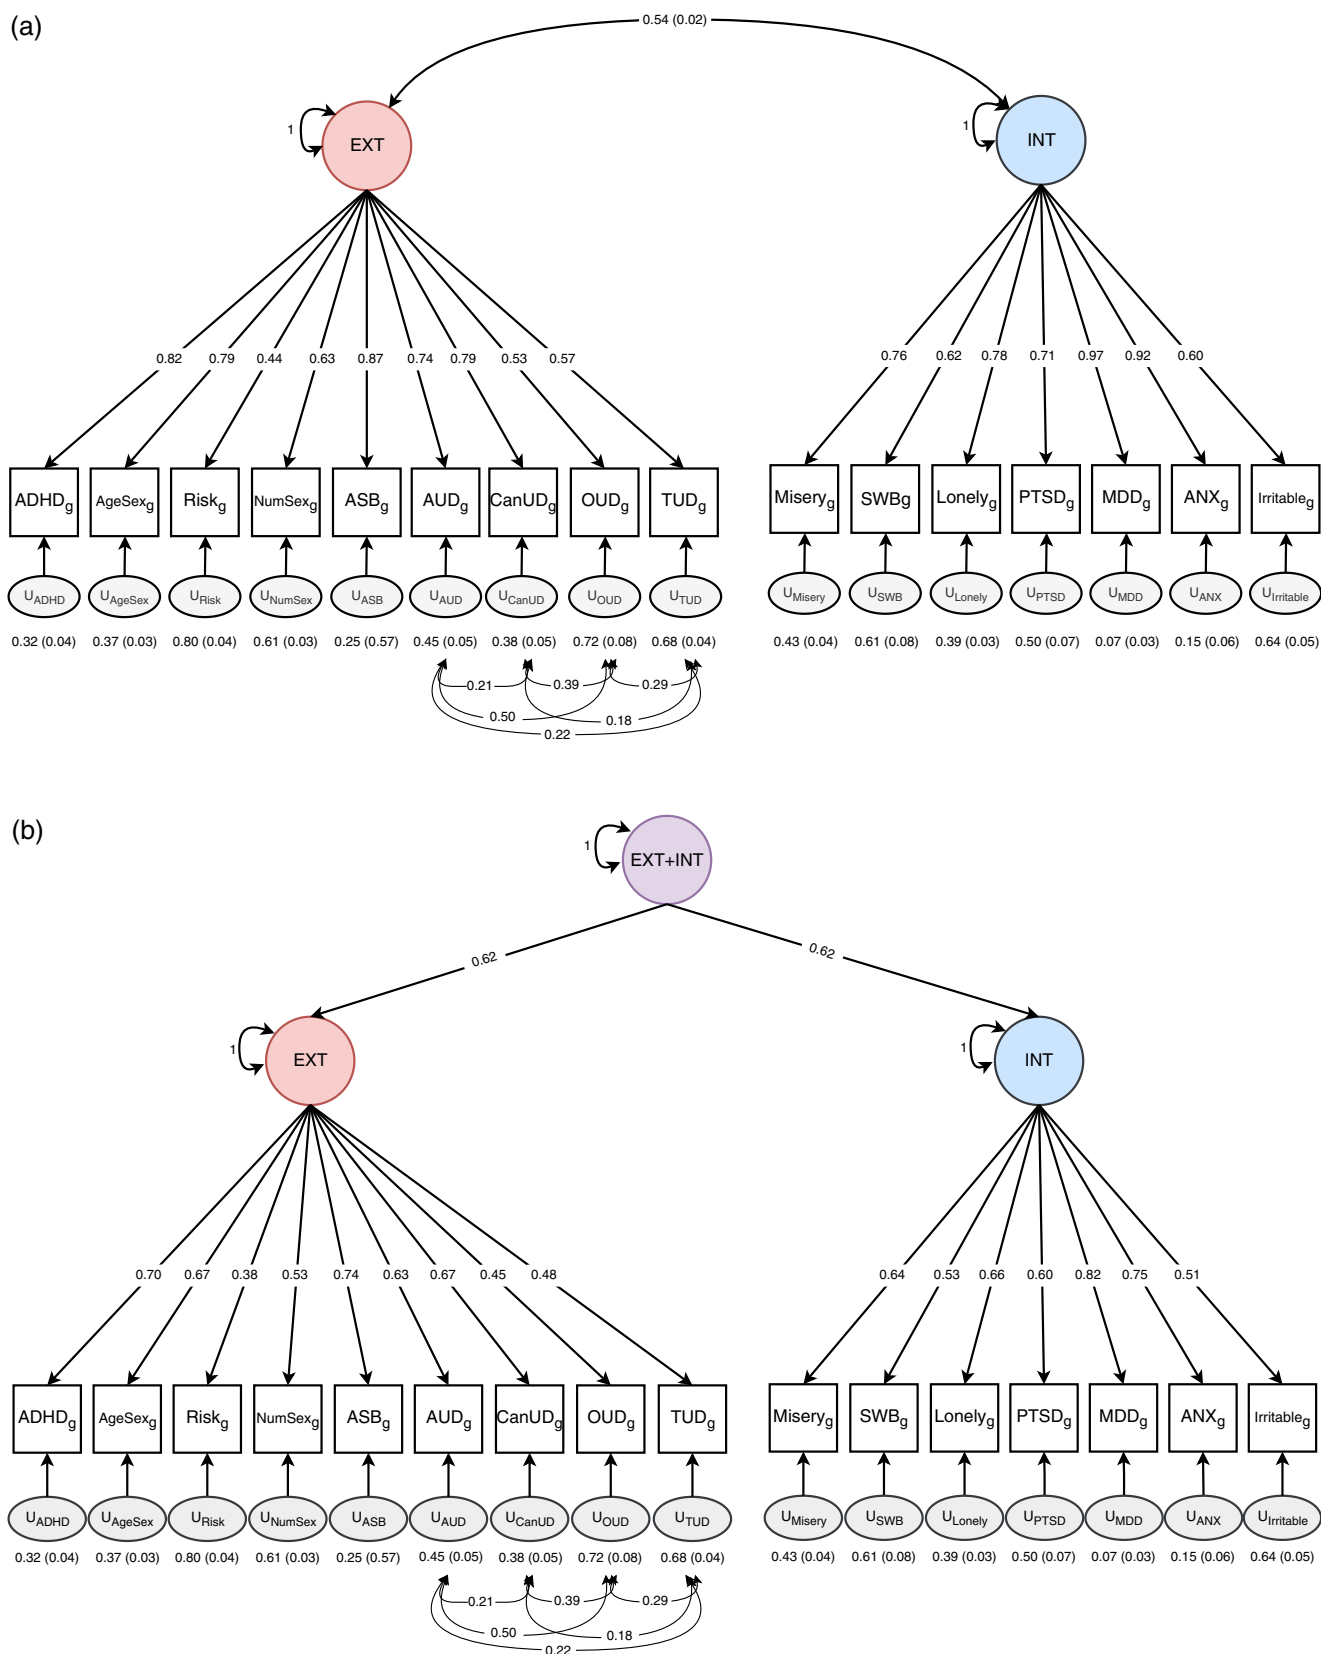 (a)
0.54 (0.02)
1
EXT
1
INT
0.82 0.79 0.44 0.63 0.87 0.74 0.79 0.53 0.57
0.76 0.62 0.78 0.71 0.97 0.92 0.60
ADHDg AgeSexg Riskg NumSexg ASBg AUDg CanUDg OUDg TUDg
Miseryg SWBg Lonelyg PTSDg MDDg ANXg Irritableg
UADHD UAgeSex URisk UNumSex UASB UAUD UCanUD UOUD UTUD
UMisery USWB ULonely UPTSD UMDD UANX UIrritable
0.32 (0.04) 0.37 (0.03) 0.80 (0.04) 0.61 (0.03) 0.25 (0.57) 0.45 (0.05) 0.38 (0.05) 0.72 (0.08) 0.68 (0.04)
0.43 (0.04) 0.61 (0.08) 0.39 (0.03) 0.50 (0.07) 0.07 (0.03) 0.15 (0.06) 0.64 (0.05)
0.21 0.39 0.29
0.50 0.18
0.22
(b)
1
EXT+INT
0.62 0.62
1
EXT
1
INT
0.70 0.67 0.38 0.53 0.74 0.63 0.67 0.45 0.48
0.64 0.53 0.66 0.60 0.82 0.75 0.51
ADHDg AgeSexg Riskg NumSexg ASBg AUDg CanUDg OUDg TUDg
Miseryg SWBg Lonelyg PTSDg MDDg ANXg Irritableg
UADHD UAgeSex URisk UNumSex UASB UAUD UCanUD UOUD UTUD
UMisery USWB ULonely UPTSD UMDD UANX UIrritable
0.32 (0.04) 0.37 (0.03) 0.80 (0.04) 0.61 (0.03) 0.25 (0.57) 0.45 (0.05) 0.38 (0.05) 0.72 (0.08) 0.68 (0.04)
0.43 (0.04) 0.61 (0.08) 0.39 (0.03) 0.50 (0.07) 0.07 (0.03) 0.15 (0.06) 0.64 (0.05)
0.21 0.39 0.29
0.50 0.18
0.22